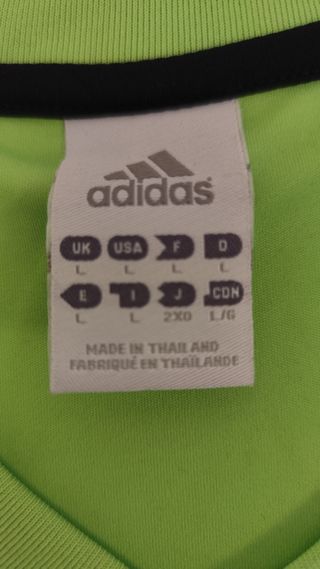 adidas
UK USA F D
L L L L
E I J CDN
L L 2XO L/G
MADE IN THAILAND
FABRIQUÉ EN THAÏLANDE